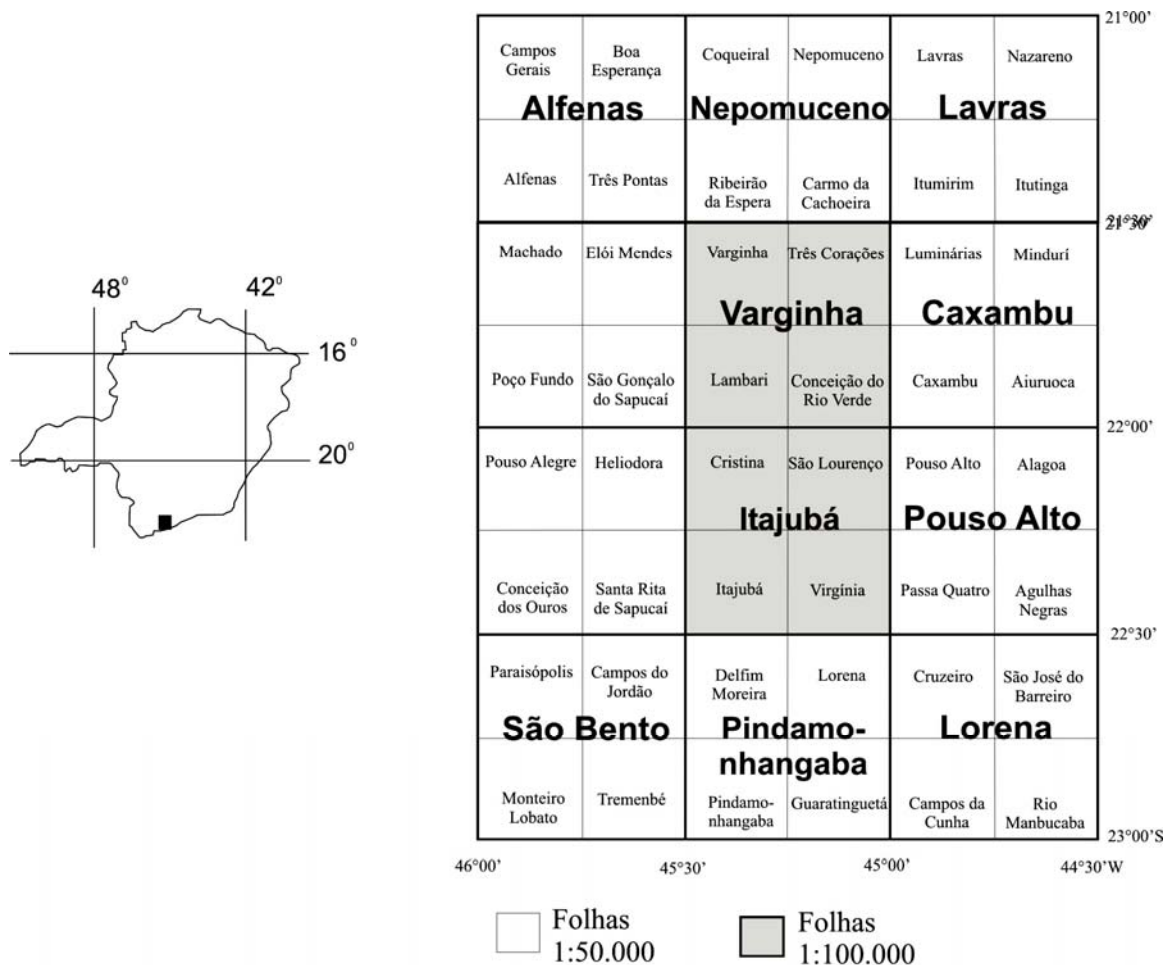 48°
42°
16°
20°
21°00'
Campos
Gerais
Boa
Esperança
Coqueiral
Nepomuceno
Lavras
Nazareno
Alfenas
Nepomuceno
Lavras
Alfenas
Três Pontas
Ribeirão
da Espera
Carmo da
Cachoeira
Itumirim
Itutinga
21°30'
Machado
Elói Mendes
Varginha
Três Corações
Luminárias
Mindurí
Varginha
Caxambu
Poço Fundo
São Gonçalo
do Sapucaí
Lambari
Conceição do
Rio Verde
Caxambu
Aiuruoca
22°00'
Pouso Alegre
Heliodora
Cristina
São Lourenço
Pouso Alto
Alagoa
Itajubá
Pouso Alto
Conceição
dos Ouros
Santa Rita
de Sapucaí
Itajubá
Virgínia
Passa Quatro
Agulhas
Negras
22°30'
Paraisópolis
Campos do
Jordão
Delfim
Moreira
Lorena
Cruzeiro
São José do
Barreiro
São Bento
Pindamo-
nhangaba
Lorena
Monteiro
Lobato
Tremenbé
Pindamo-
nhangaba
Guaratinguetá
Campos da
Cunha
Rio
Manbucaba
23°00'S
46°00'
45°30'
45°00'
44°30'W
Folhas
1:50.000
Folhas
1:100.000